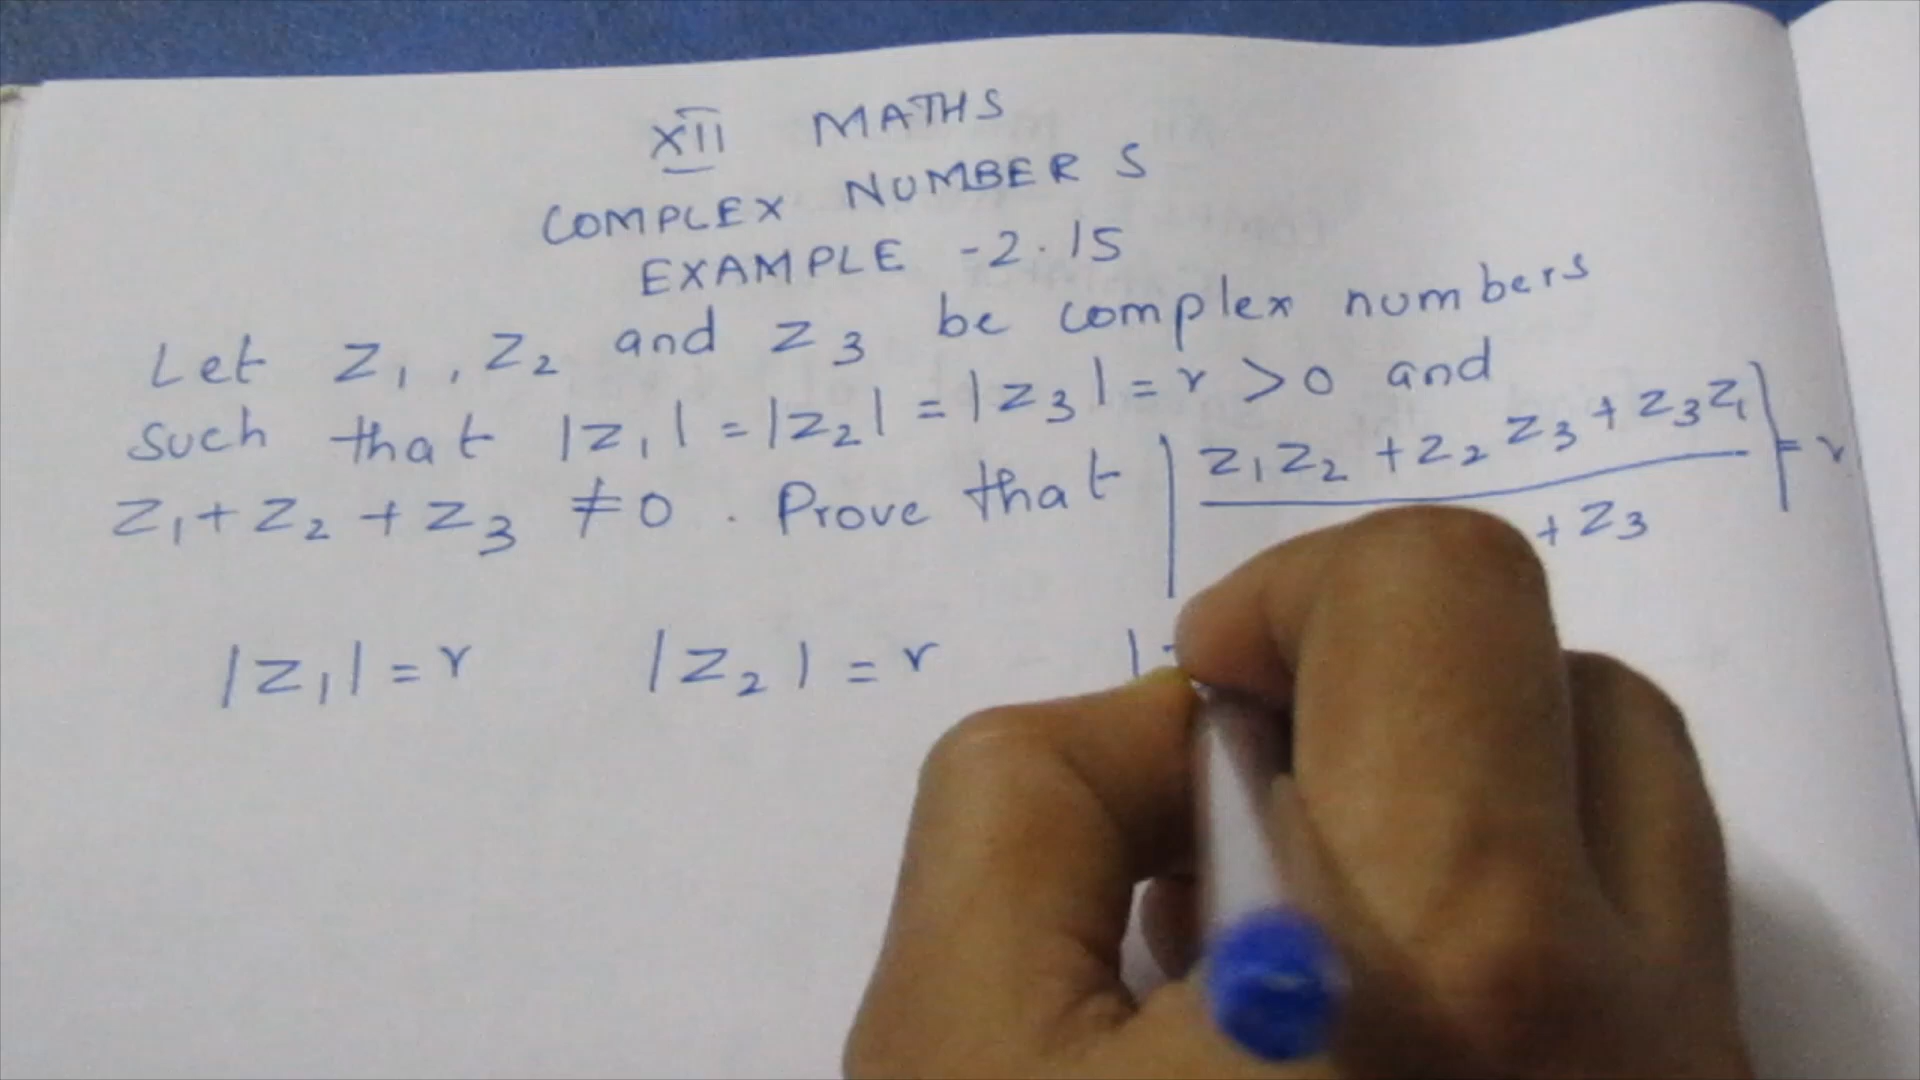 XII MATHS
COMPLEX NUMBERS
EXAMPLE -2.15
Let z₁, z₂ and z₃ be complex numbers
such that |z₁| = |z₂| = |z₃| = r > 0 and
z₁ + z₂ + z₃ ≠ 0. Prove that | z₁z₂ + z₂z₃ + z₃z₁ | = r
+ z₃
|z₁| = r |z₂| = r |